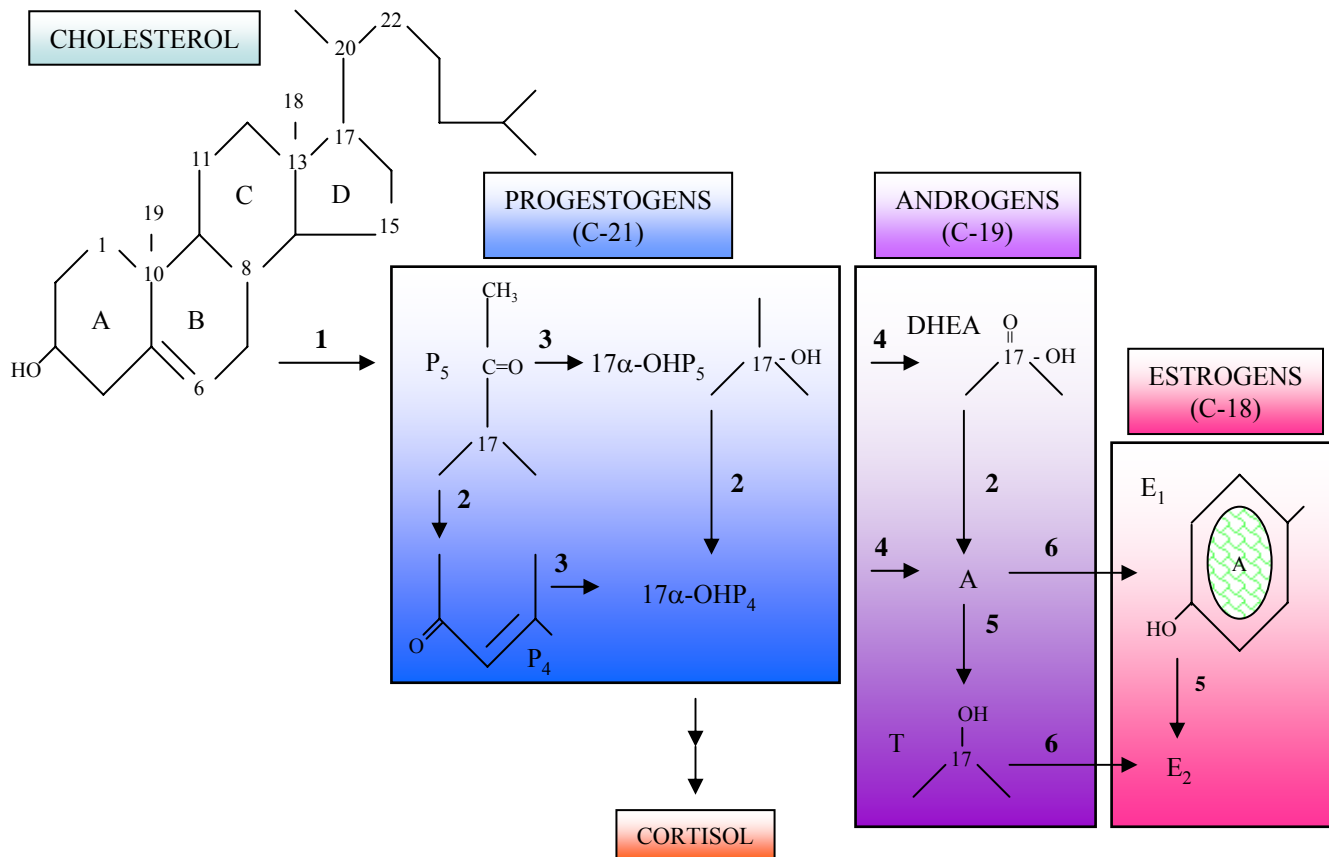 CHOLESTEROL
22
20
18
17
11
13
C
D
19
15
1
10
8
A
B
HO
6
1
PROGESTOGENS
(C-21)
CH₃
P₅
C=O
3
17α-OHP₅
17
- OH
17
2
2
3
17α-OHP₄
O
P₄
CORTISOL
ANDROGENS
(C-19)
4
DHEA
O
17
- OH
2
4
A
6
5
OH
T
17
6
ESTROGENS
(C-18)
E₁
A
HO
5
E₂